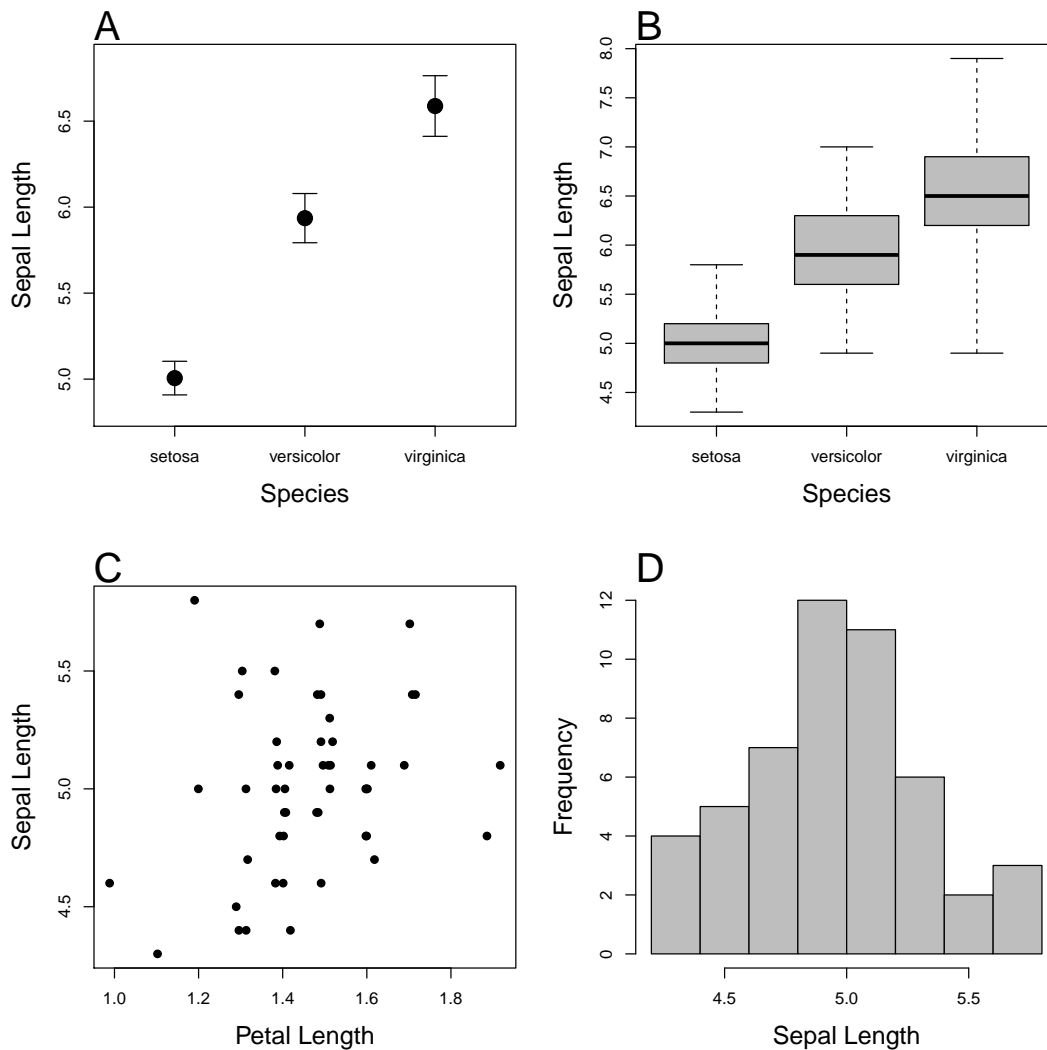 A
Sepal Length
6.5
6.0
5.5
5.0
setosa versicolor virginica
Species
B
Sepal Length
8.0
7.5
7.0
6.5
6.0
5.5
5.0
4.5
setosa versicolor virginica
Species
C
Sepal Length
5.5
5.0
4.5
1.0 1.2 1.4 1.6 1.8
Petal Length
D
Frequency
12
10
8
6
4
2
0
4.5 5.0 5.5
Sepal Length